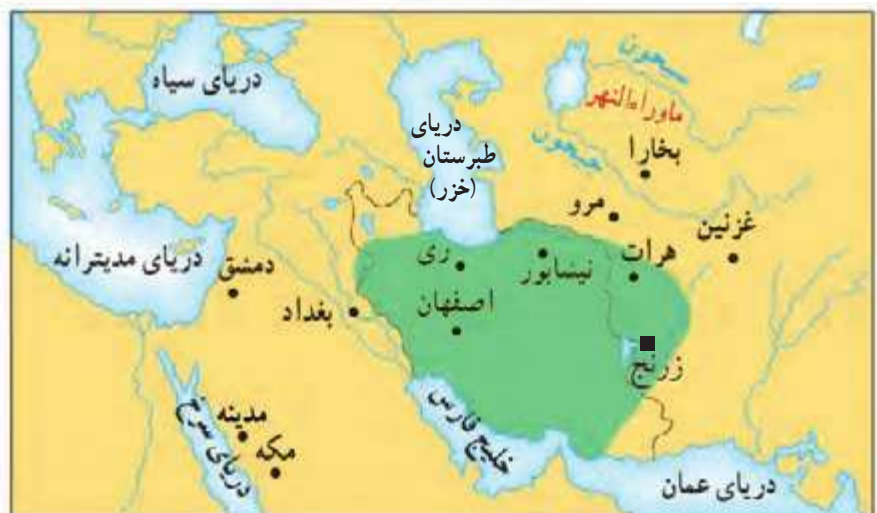 دریای سیاه
دریای
طبرستان
(خزر)
سیحون
ماوراءالنهر
جیحون
بخارا
مرو
غزنین
هرات
نیشابور
ری
اصفهان
زرنج
دریای مدیترانه
دمشق
بغداد
خلیج فارس
مدینه
مکه
دریای سرخ
دریای عمان